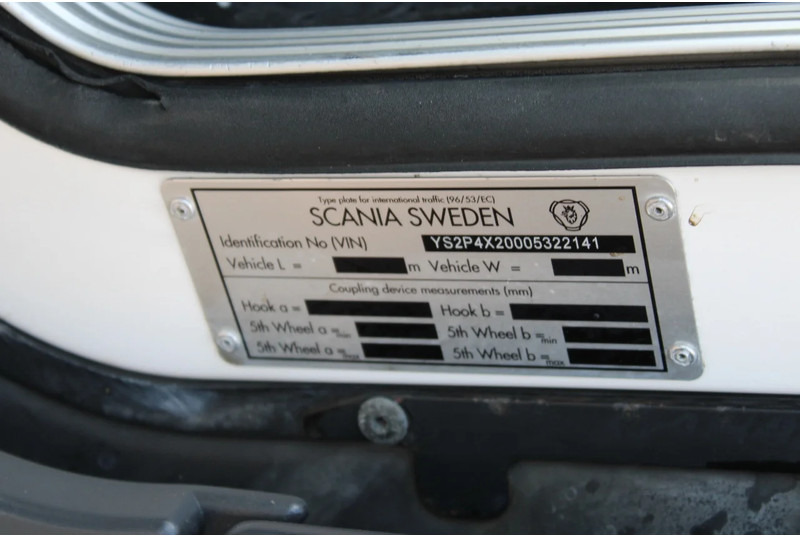 Type plate for international traffic (96/53/EC)
SCANIA SWEDEN
Identification No (VIN) YS2P4X20005322141
Vehicle L = m Vehicle W = m
Coupling device measurements (mm)
Hook a = Hook b =
5th Wheel a =min 5th Wheel b =min
5th Wheel a =max 5th Wheel b =max